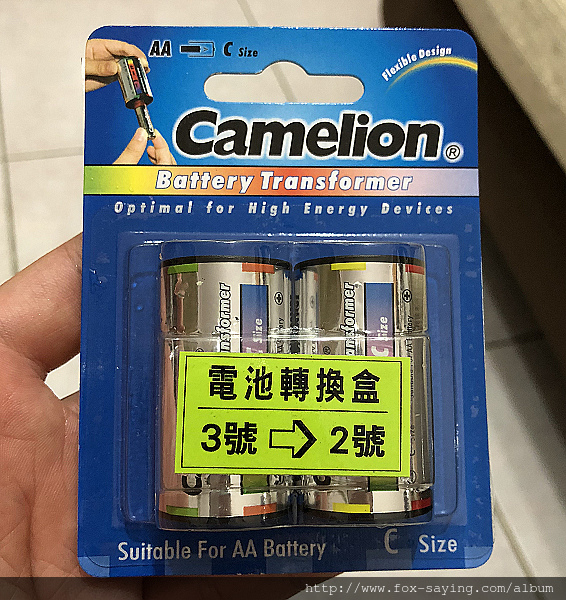 AA C Size
Flexible Design
Camelion®
Battery Transformer
Optimal for High Energy Devices
電池轉換盒
3號 2號
Suitable For AA Battery
C Size
http://www.fox-saying.com/album